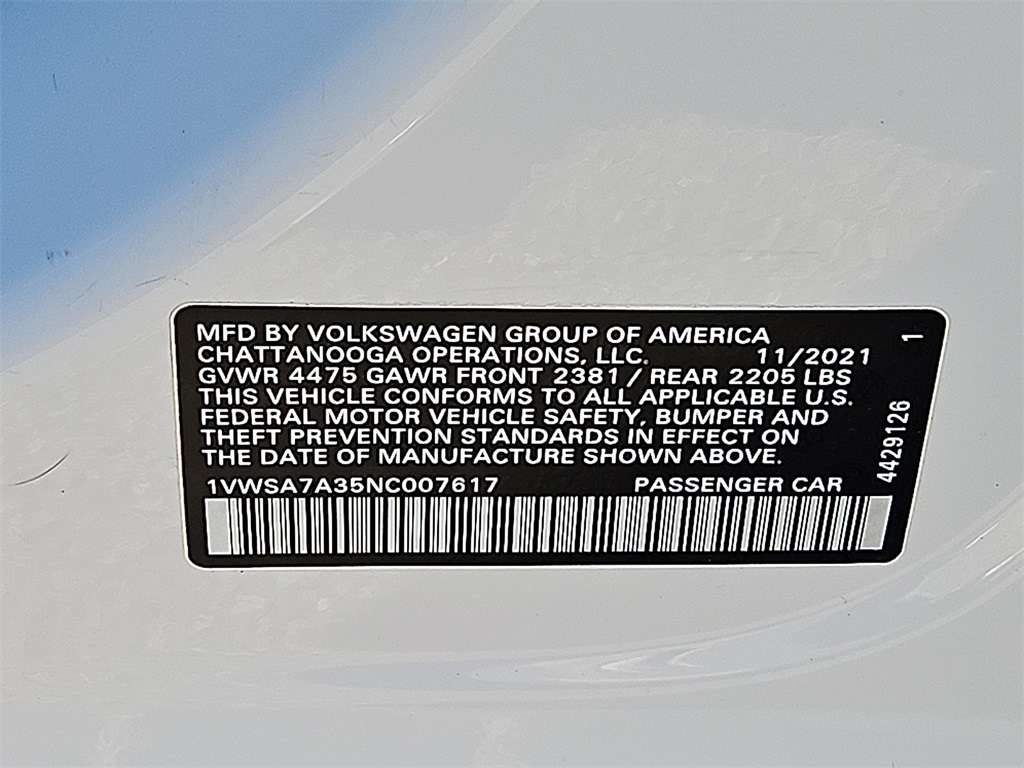 MFD BY VOLKSWAGEN GROUP OF AMERICA
CHATTANOOGA OPERATIONS, LLC. 11/2021
GVWR 4475 GAWR FRONT 2381 / REAR 2205 LBS
THIS VEHICLE CONFORMS TO ALL APPLICABLE U.S.
FEDERAL MOTOR VEHICLE SAFETY, BUMPER AND
THEFT PREVENTION STANDARDS IN EFFECT ON
THE DATE OF MANUFACTURE SHOWN ABOVE.
1VWSA7A35NC007617 PASSENGER CAR
4429126 1